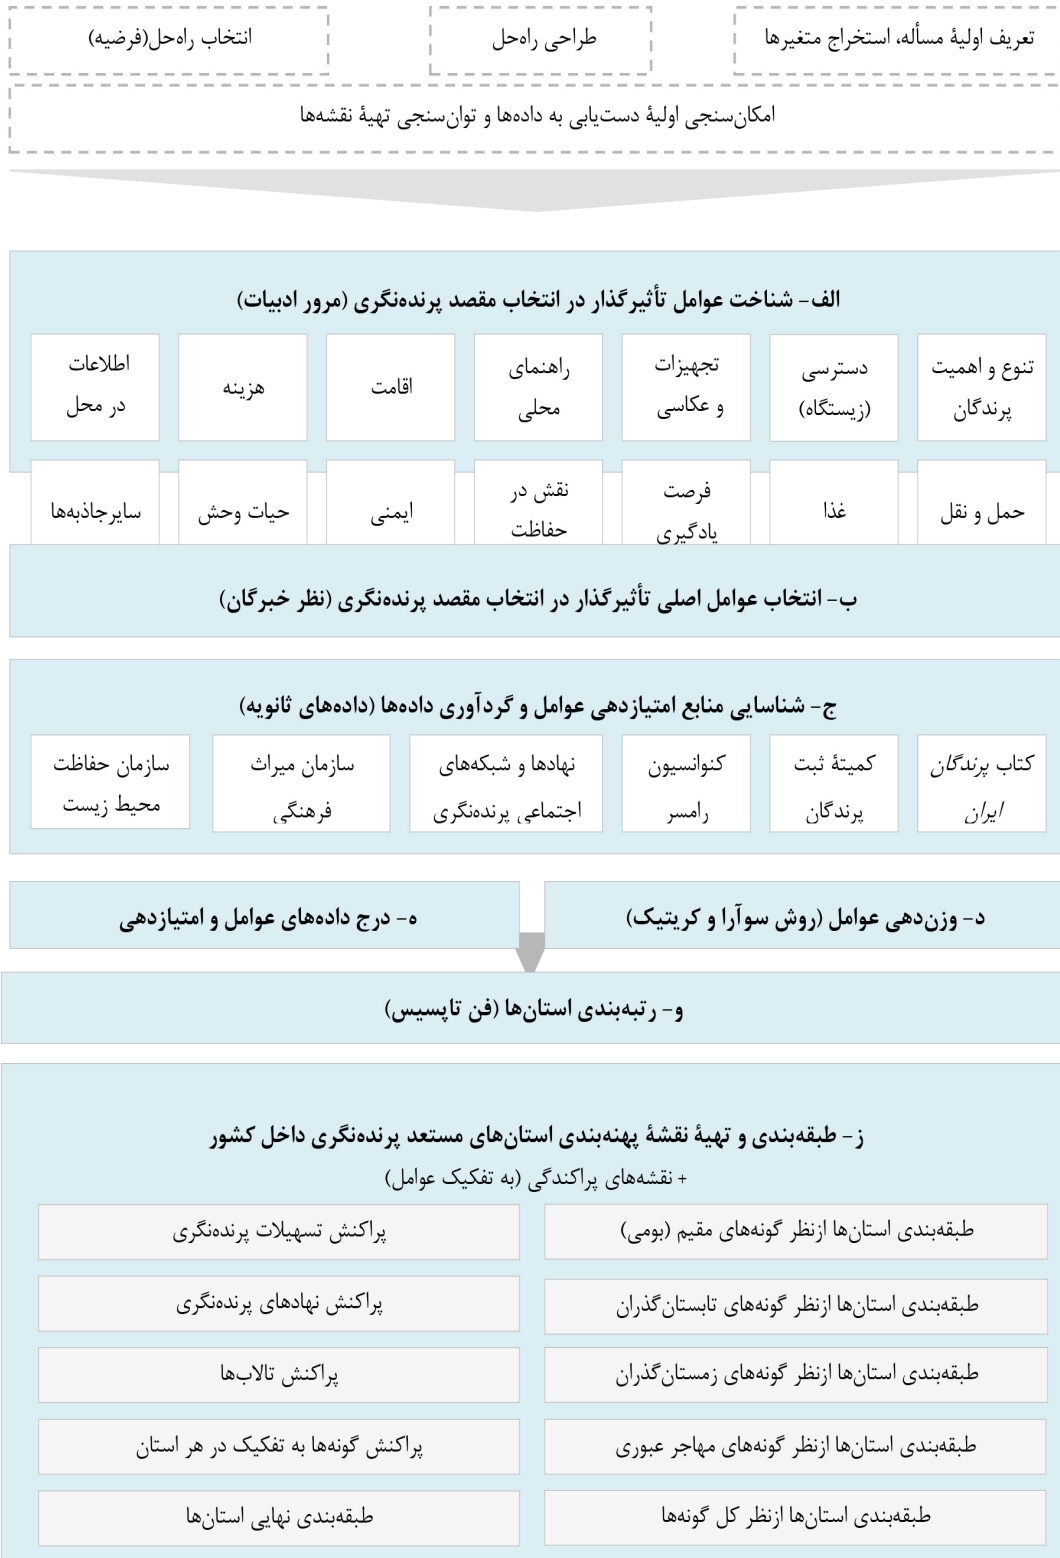 تعریف اولیۀ مسأله، استخراج متغیرها
طراحی راه‌حل
انتخاب راه‌حل(فرضیه)
امکان‌سنجی اولیۀ دست‌یابی به داده‌ها و توان‌سنجی تهیۀ نقشه‌ها
الف- شناخت عوامل تأثیرگذار در انتخاب مقصد پرنده‌نگری (مرور ادبیات)
تنوع و اهمیت
پرندگان
دسترسی
(زیستگاه)
تجهیزات
و عکاسی
راهنمای
محلی
اقامت
هزینه
اطلاعات
در محل
حمل و نقل
غذا
فرصت
یادگیری
نقش در
حفاظت
ایمنی
حیات وحش
سایرجاذبه‌ها
ب- انتخاب عوامل اصلی تأثیرگذار در انتخاب مقصد پرنده‌نگری (نظر خبرگان)
ج- شناسایی منابع امتیازدهی عوامل و گردآوری داده‌ها (داده‌های ثانویه)
کتاب پرندگان
ایران
کمیتۀ ثبت
پرندگان
کنوانسیون
رامسر
نهادها و شبکه‌های
اجتماعی پرنده‌نگری
سازمان میراث
فرهنگی
سازمان حفاظت
محیط زیست
د- وزن‌دهی عوامل (روش سوآرا و کریتیک)
ه- درج داده‌های عوامل و امتیازدهی
و- رتبه‌بندی استان‌ها (فن تاپسیس)
ز- طبقه‌بندی و تهیۀ نقشۀ پهنه‌بندی استان‌های مستعد پرنده‌نگری داخل کشور
+ نقشه‌های پراکندگی (به تفکیک عوامل)
طبقه‌بندی استان‌ها ازنظر گونه‌های مقیم (بومی)
پراکنش تسهیلات پرنده‌نگری
طبقه‌بندی استان‌ها ازنظر گونه‌های تابستان‌گذران
پراکنش نهادهای پرنده‌نگری
طبقه‌بندی استان‌ها ازنظر گونه‌های زمستان‌گذران
پراکنش تالاب‌ها
طبقه‌بندی استان‌ها ازنظر گونه‌های مهاجر عبوری
پراکنش گونه‌ها به تفکیک در هر استان
طبقه‌بندی استان‌ها ازنظر کل گونه‌ها
طبقه‌بندی نهایی استان‌ها